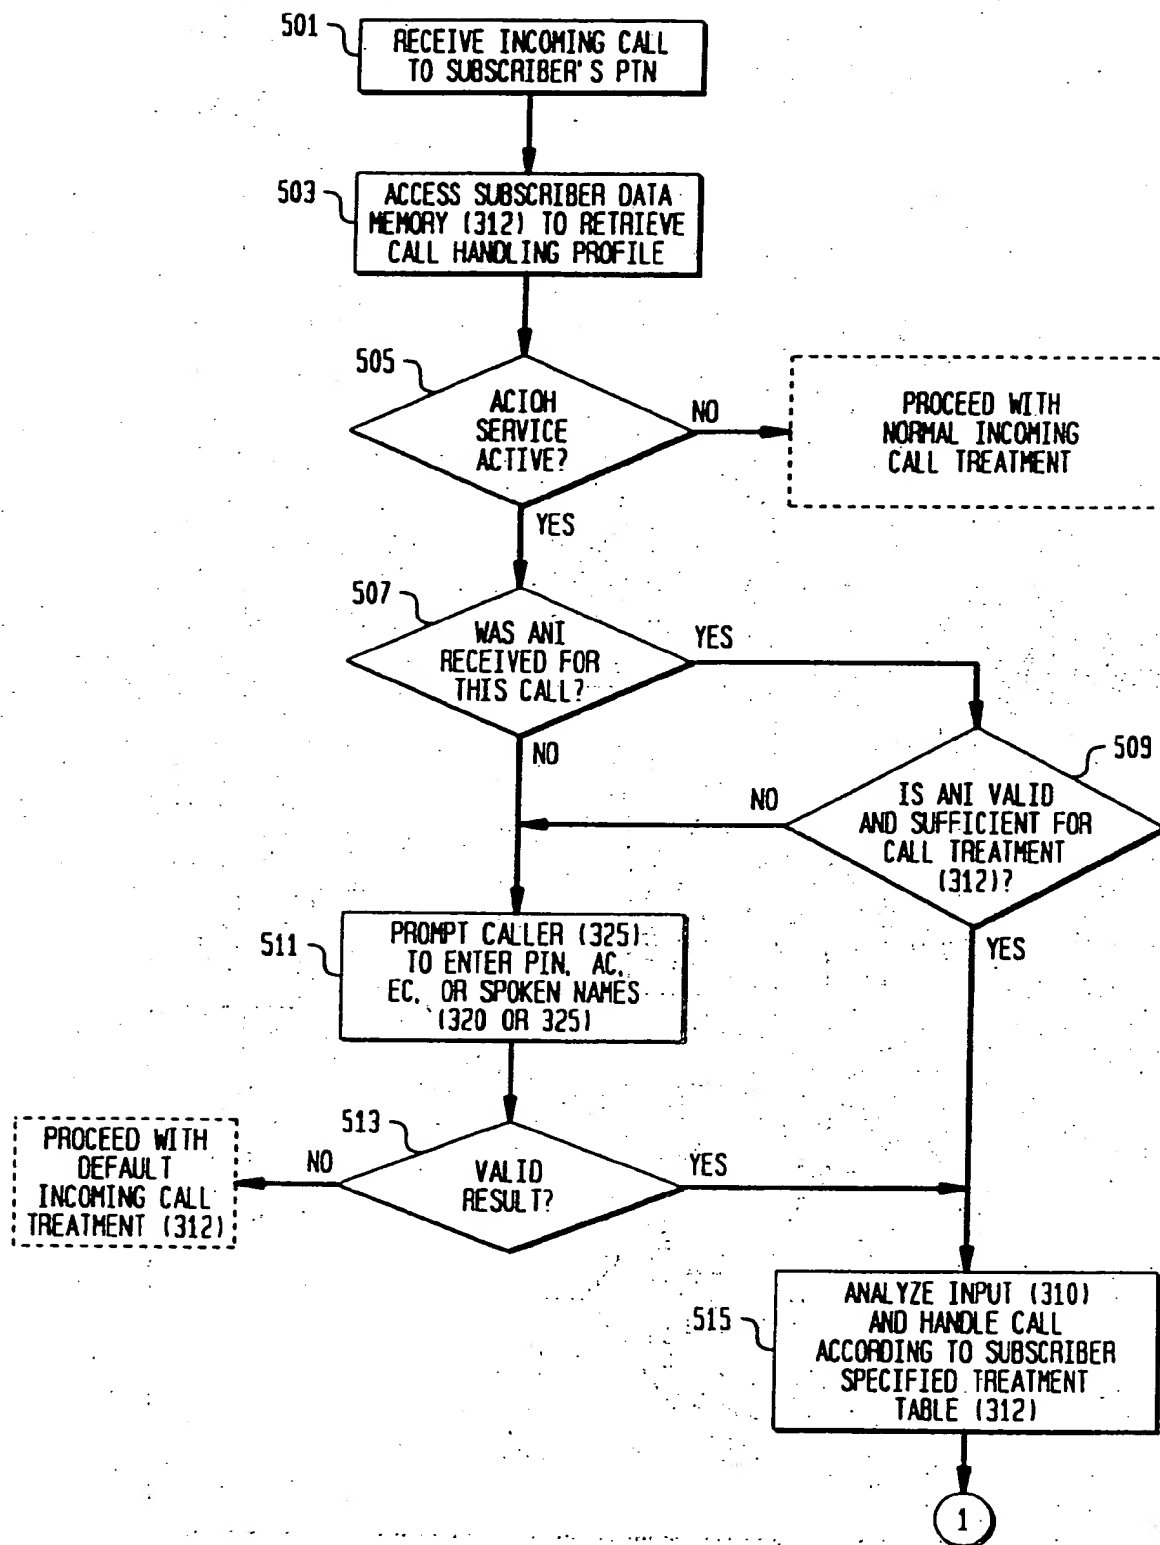 501
RECEIVE INCOMING CALL
TO SUBSCRIBER'S PTN
503
ACCESS SUBSCRIBER DATA
MEMORY (312) TO RETRIEVE
CALL HANDLING PROFILE
505
ACIOH
SERVICE
ACTIVE?
NO
PROCEED WITH
NORMAL INCOMING
CALL TREATMENT
YES
507
WAS ANI
RECEIVED FOR
THIS CALL?
YES
NO
509
IS ANI VALID
AND SUFFICIENT FOR
CALL TREATMENT
(312)?
NO
YES
511
PROMPT CALLER (325)
TO ENTER PIN, AC,
EC, OR SPOKEN NAMES
(320 OR 325)
513
VALID
RESULT?
NO
YES
PROCEED WITH
DEFAULT
INCOMING CALL
TREATMENT (312)
515
ANALYZE INPUT (310)
AND HANDLE CALL
ACCORDING TO SUBSCRIBER
SPECIFIED TREATMENT
TABLE (312)
1